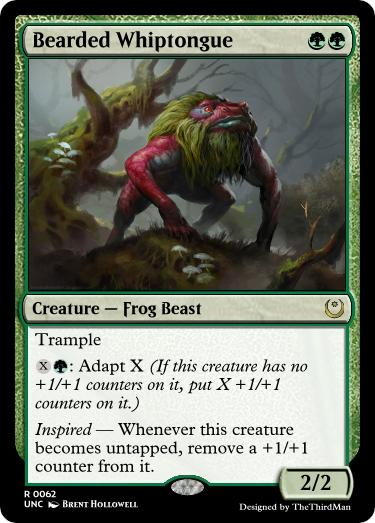 Bearded Whiptongue
Creature — Frog Beast
Trample
X: Adapt X (If this creature has no
+1/+1 counters on it, put X +1/+1
counters on it.)
Inspired — Whenever this creature
becomes untapped, remove a +1/+1
counter from it.
2/2
R 0062
UNC Brent Hollowell
Designed by TheThirdMan